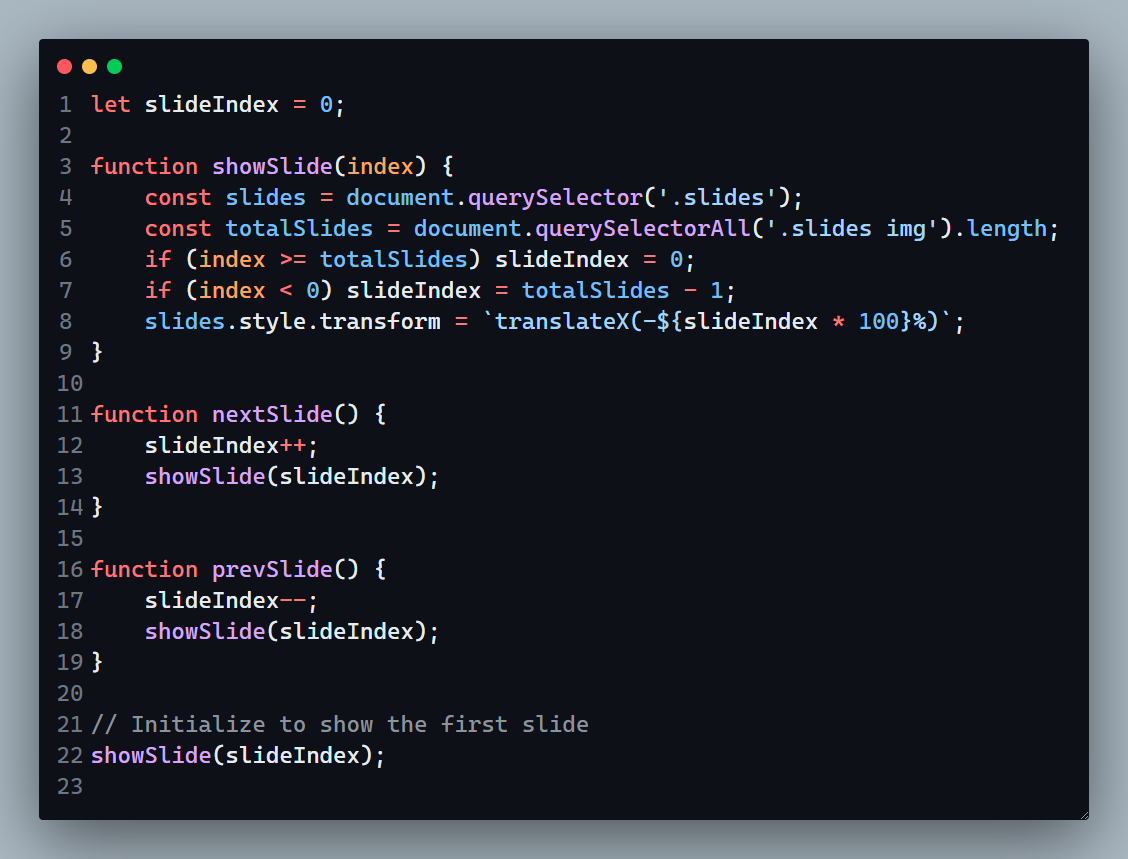 1 let slideIndex = 0;
2
3 function showSlide(index) {
4     const slides = document.querySelector('.slides');
5     const totalSlides = document.querySelectorAll('.slides img').length;
6     if (index >= totalSlides) slideIndex = 0;
7     if (index < 0) slideIndex = totalSlides - 1;
8     slides.style.transform = `translateX(-${slideIndex * 100}%)`;
9 }
10
11 function nextSlide() {
12     slideIndex++;
13     showSlide(slideIndex);
14 }
15
16 function prevSlide() {
17     slideIndex--;
18     showSlide(slideIndex);
19 }
20
21 // Initialize to show the first slide
22 showSlide(slideIndex);
23